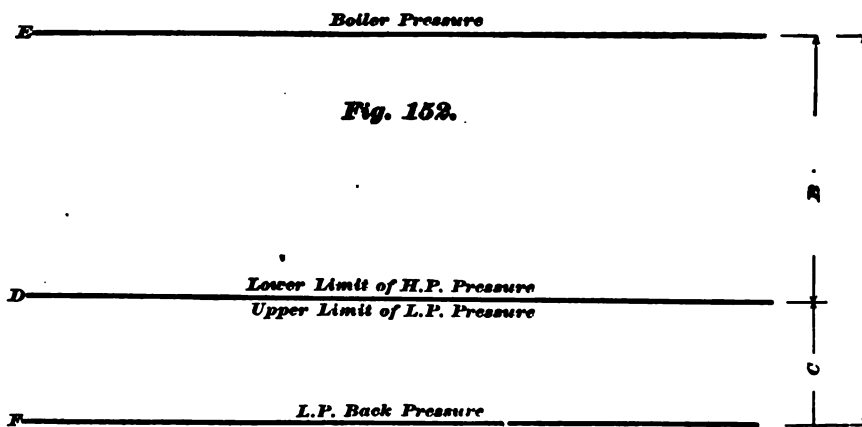 Boiler Pressure
E
Fig. 152.
B
Lower Limit of H.P. Pressure
D
Upper Limit of L.P. Pressure
C
L.P. Back Pressure
F